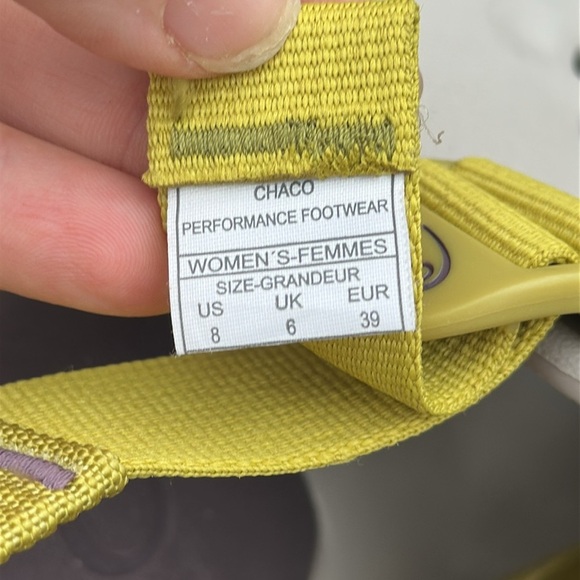 CHACO
PERFORMANCE FOOTWEAR
WOMEN´S-FEMMES
SIZE-GRANDEUR
US UK EUR
8 6 39